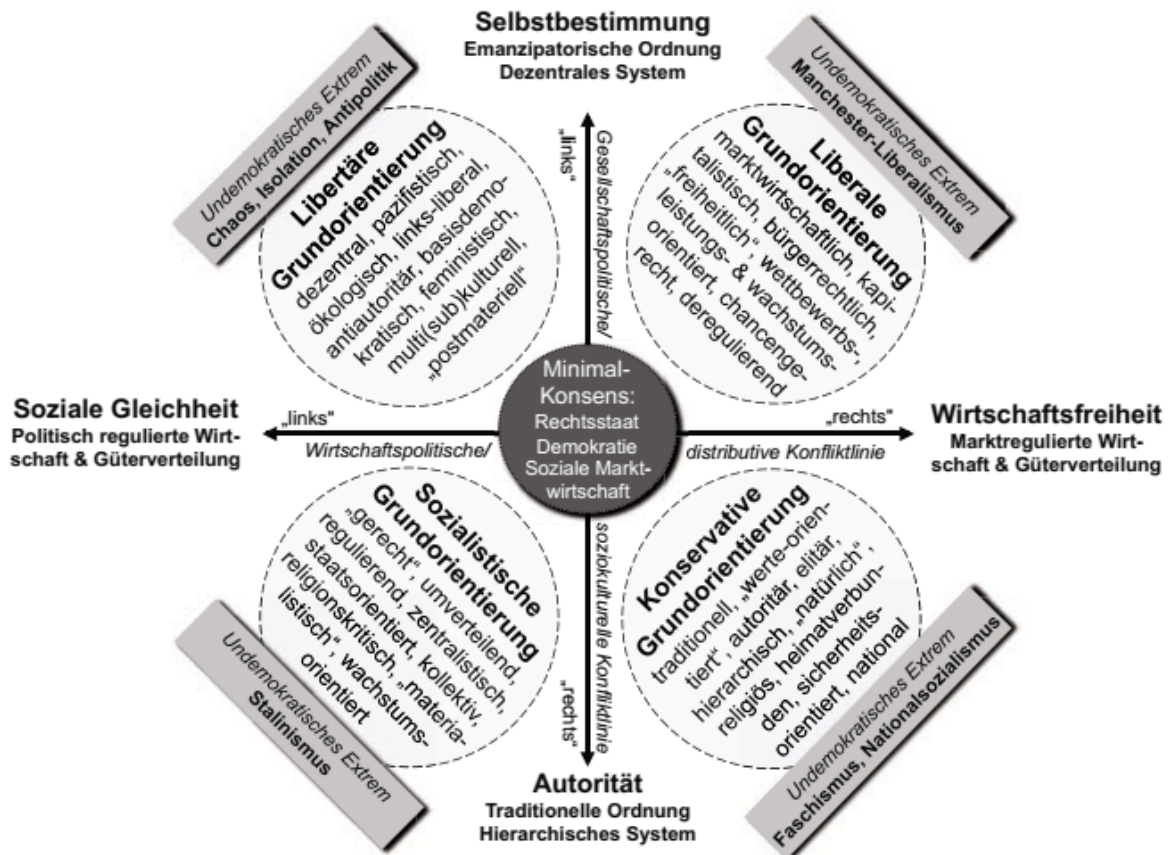 Selbstbestimmung
Emanzipatorische Ordnung
Dezentrales System
Undemokratisches Extrem
Chaos, Isolation, Antipolitik
Undemokratisches Extrem
Manchester-Liberalismus
Libertäre
Grundorientierung
dezentral, pazifistisch,
ökologisch, links-liberal,
antiautoritär, basisdemo-
kratisch, feministisch,
multi(sub)kulturell,
„postmateriell“
„links“
Gesellschaftspolitische/
Liberale
Grundorientierung
marktwirtschaftlich, kapi-
talistisch, bürgerrechtlich,
„freiheitlich“, wettbewerbs-,
leistungs- & wachstums-
orientiert, chancenge-
recht, deregulierend
Soziale Gleichheit
Politisch regulierte Wirt-
schaft & Güterverteilung
„links“
Wirtschaftspolitische/
Minimal-
Konsens:
Rechtsstaat
Demokratie
Soziale Markt-
wirtschaft
„rechts“
distributive Konfliktlinie
Wirtschaftsfreiheit
Marktregulierte Wirt-
schaft & Güterverteilung
Sozialistische
Grundorientierung
„gerecht“, umverteilend,
regulierend, zentralistisch,
staatsorientiert, kollektiv,
religionskritisch, „materia-
listisch“, wachstums-
orientiert
soziokulturelle Konfliktlinie
„rechts“
Konservative
Grundorientierung
traditionell, „werte-orien-
tiert“, autoritär, elitär,
hierarchisch, „natürlich“,
religiös, heimatverbun-
den, sicherheits-
orientiert, national
Undemokratisches Extrem
Stalinismus
Undemokratisches Extrem
Faschismus, Nationalsozialismus
Autorität
Traditionelle Ordnung
Hierarchisches System